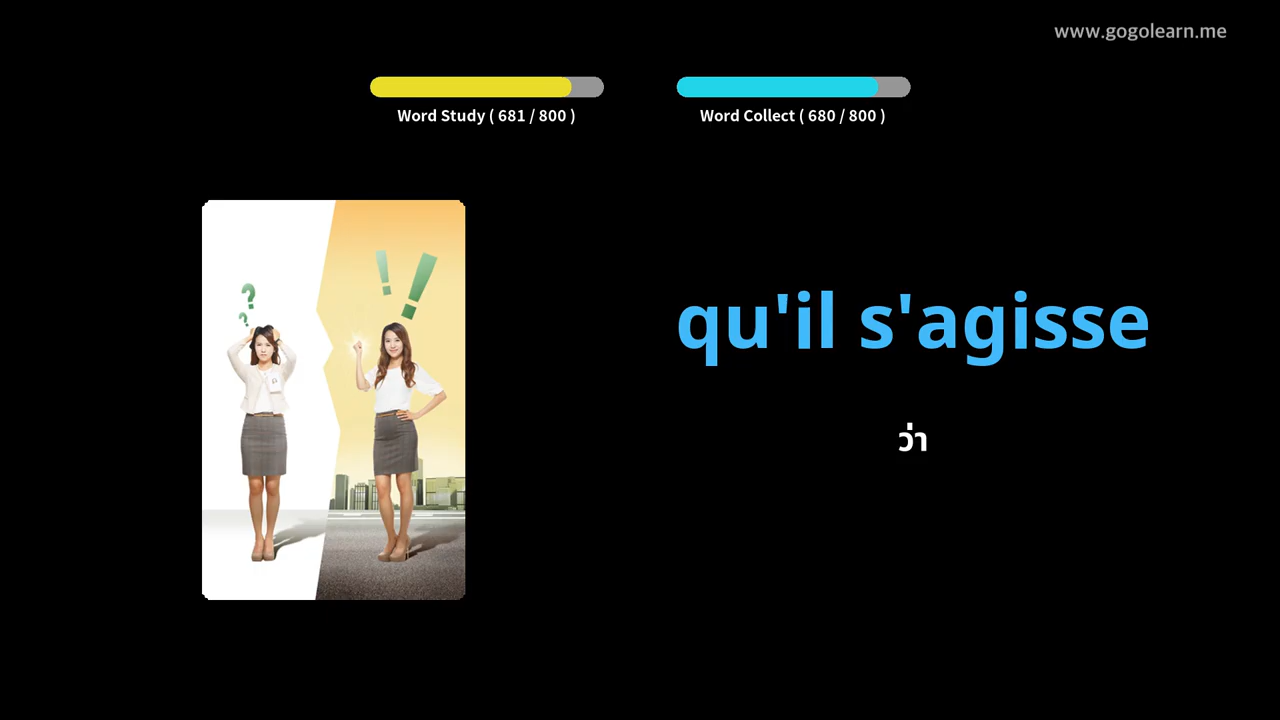 www.gogolearn.me
Word Study ( 681 / 800 )
Word Collect ( 680 / 800 )
qu'il s'agisse
ว่า